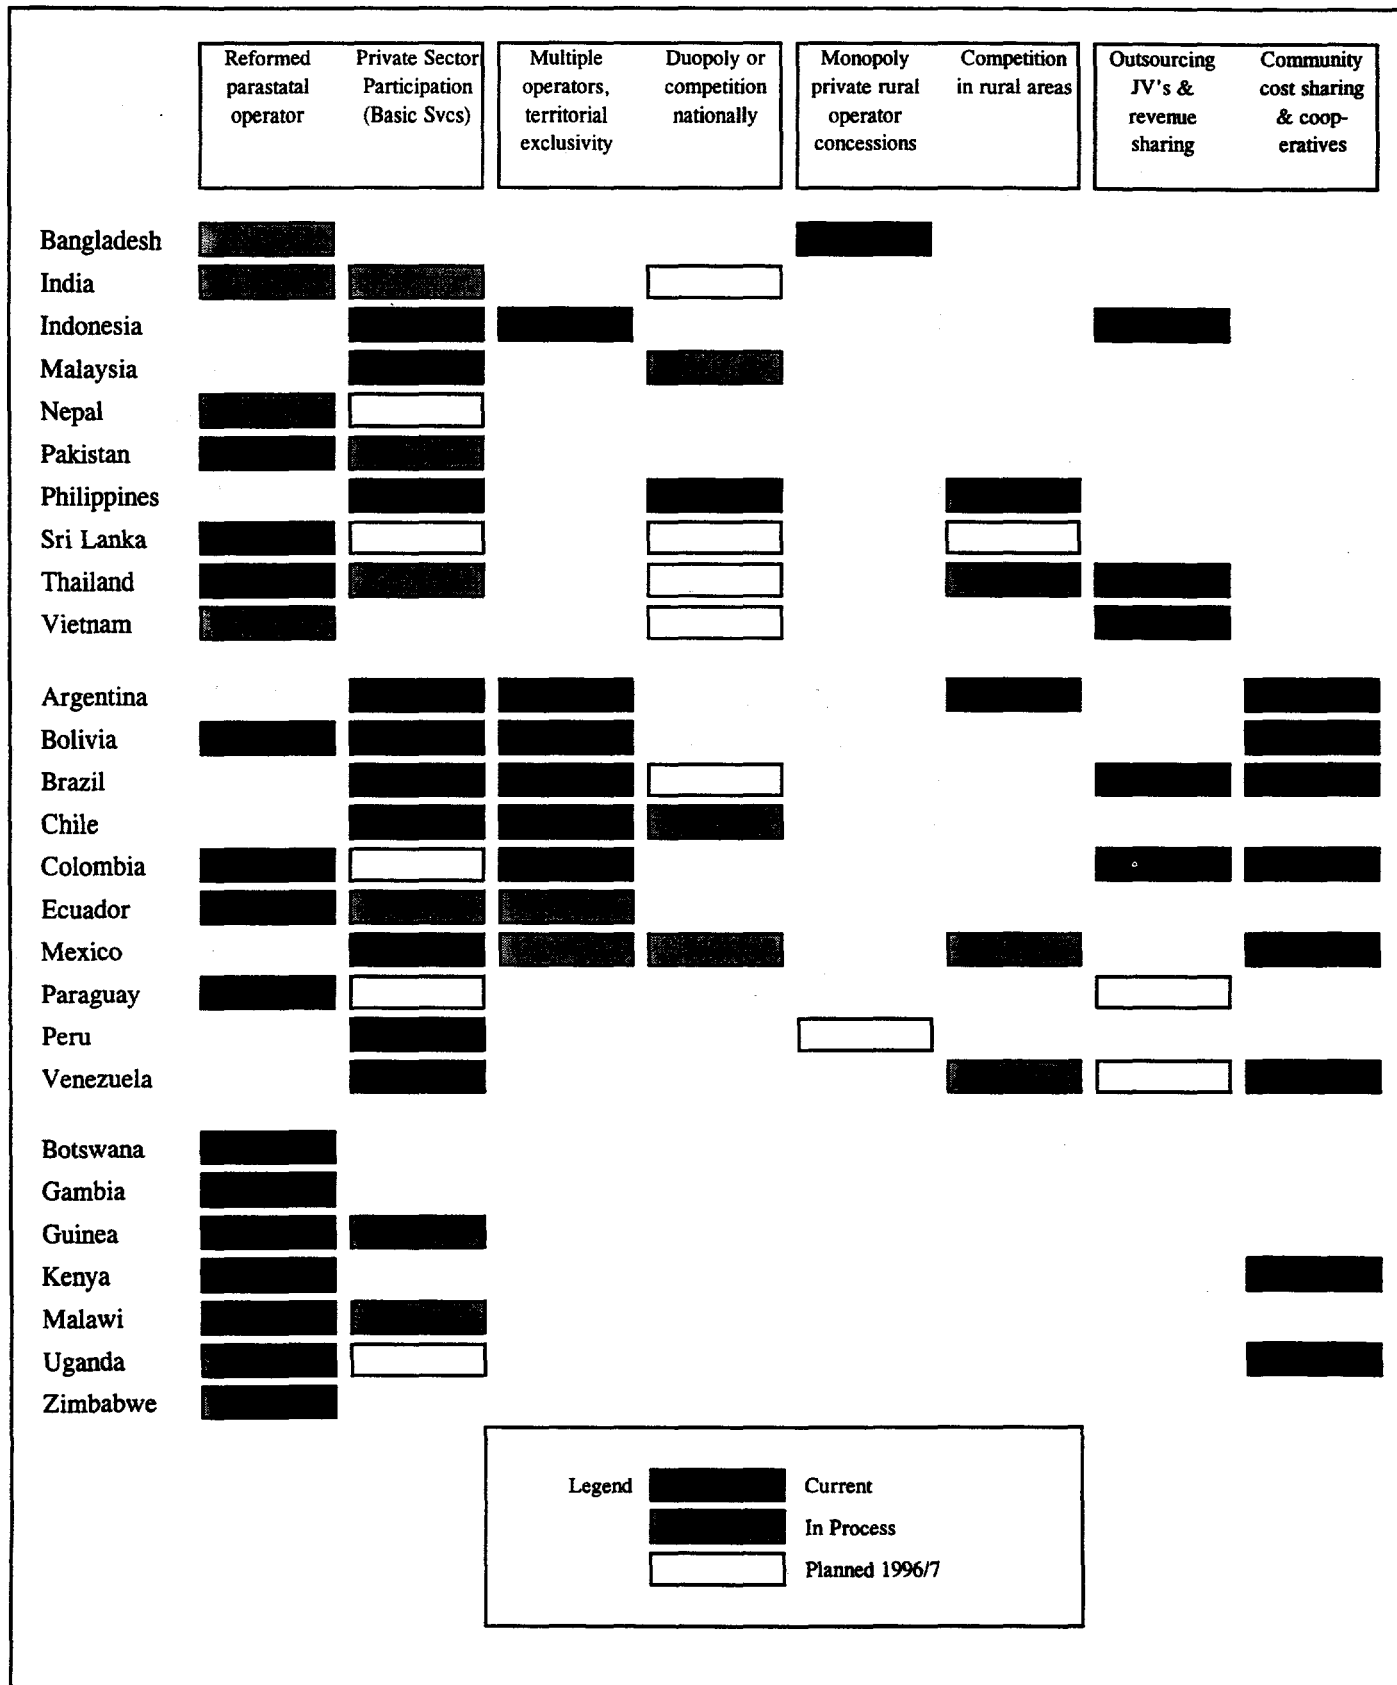 Reformed
parastatal
operator
Private Sector
Participation
(Basic Svcs)
Multiple
operators,
territorial
exclusivity
Duopoly or
competition
nationally
Monopoly
private rural
operator
concessions
Competition
in rural areas
Outsourcing
JV's &
revenue
sharing
Community
cost sharing
& coop-
eratives
Bangladesh
India
Indonesia
Malaysia
Nepal
Pakistan
Philippines
Sri Lanka
Thailand
Vietnam
Argentina
Bolivia
Brazil
Chile
Colombia
Ecuador
Mexico
Paraguay
Peru
Venezuela
Botswana
Gambia
Guinea
Kenya
Malawi
Uganda
Zimbabwe
Legend
Current
In Process
Planned 1996/7